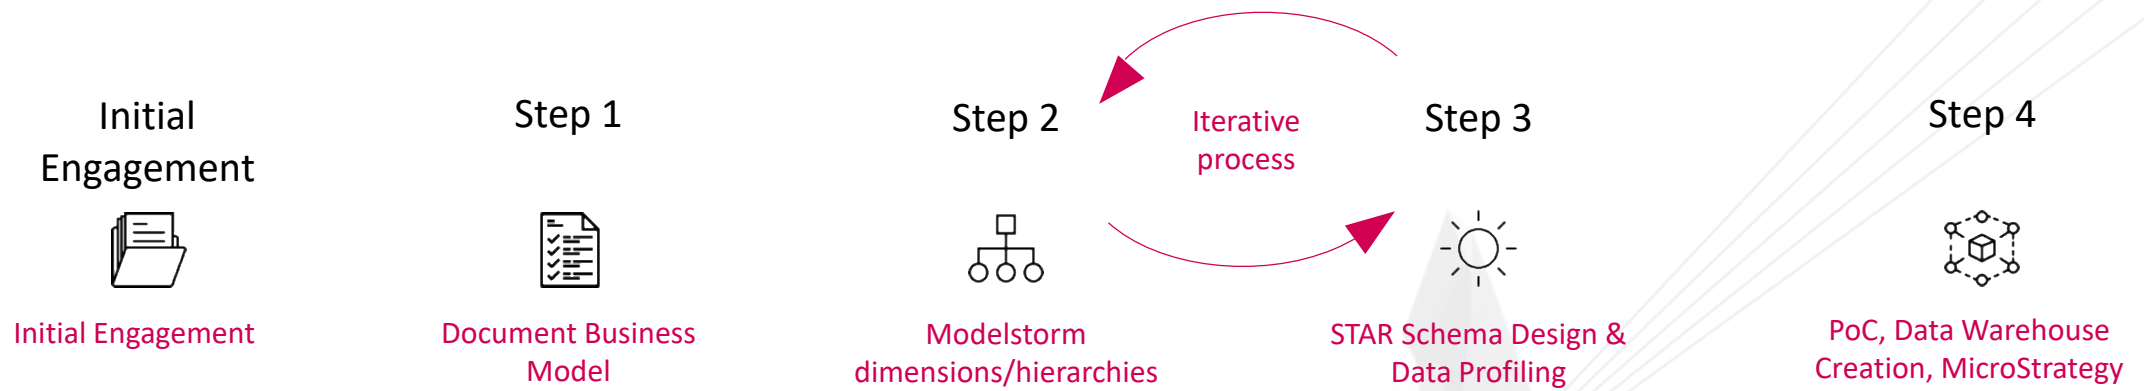 Initial
Engagement
Initial Engagement
Step 1
Document Business
Model
Step 2
Modelstorm
dimensions/hierarchies
Iterative
process
Step 3
STAR Schema Design &
Data Profiling
Step 4
PoC, Data Warehouse
Creation, MicroStrategy